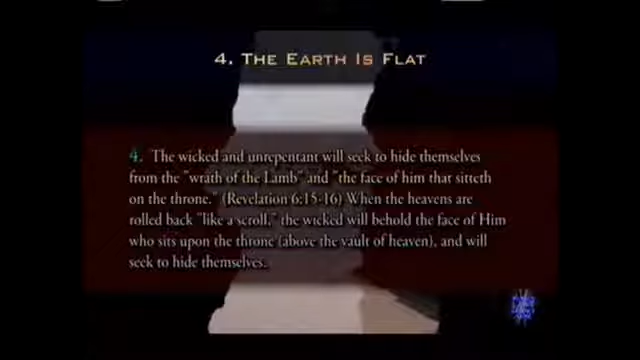 4. THE EARTH IS FLAT
4. The wicked and unrepentant will seek to hide themselves
from the "wrath of the Lamb" and "the face of him that sitteth
on the throne." (Revelation 6:15-16) When the heavens are
rolled back "like a scroll," the wicked will behold the face of Him
who sits upon the throne (above the vault of heaven), and will
seek to hide themselves.